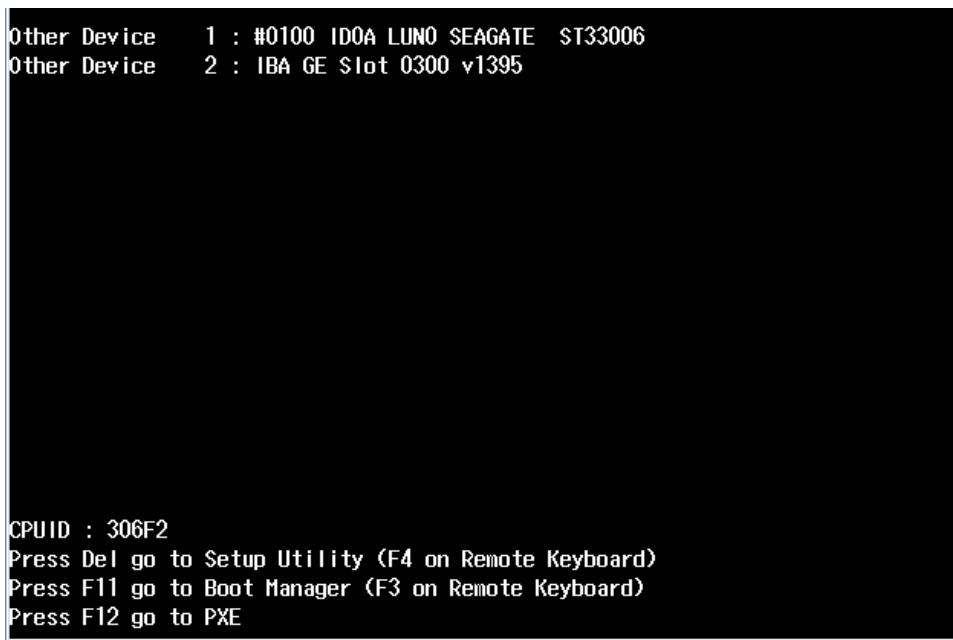 Other Device    1 : #0100 ID0A LUN0 SEAGATE  ST33006
Other Device    2 : IBA GE Slot 0300 v1395
CPUID : 306F2
Press Del go to Setup Utility (F4 on Remote Keyboard)
Press F11 go to Boot Manager (F3 on Remote Keyboard)
Press F12 go to PXE